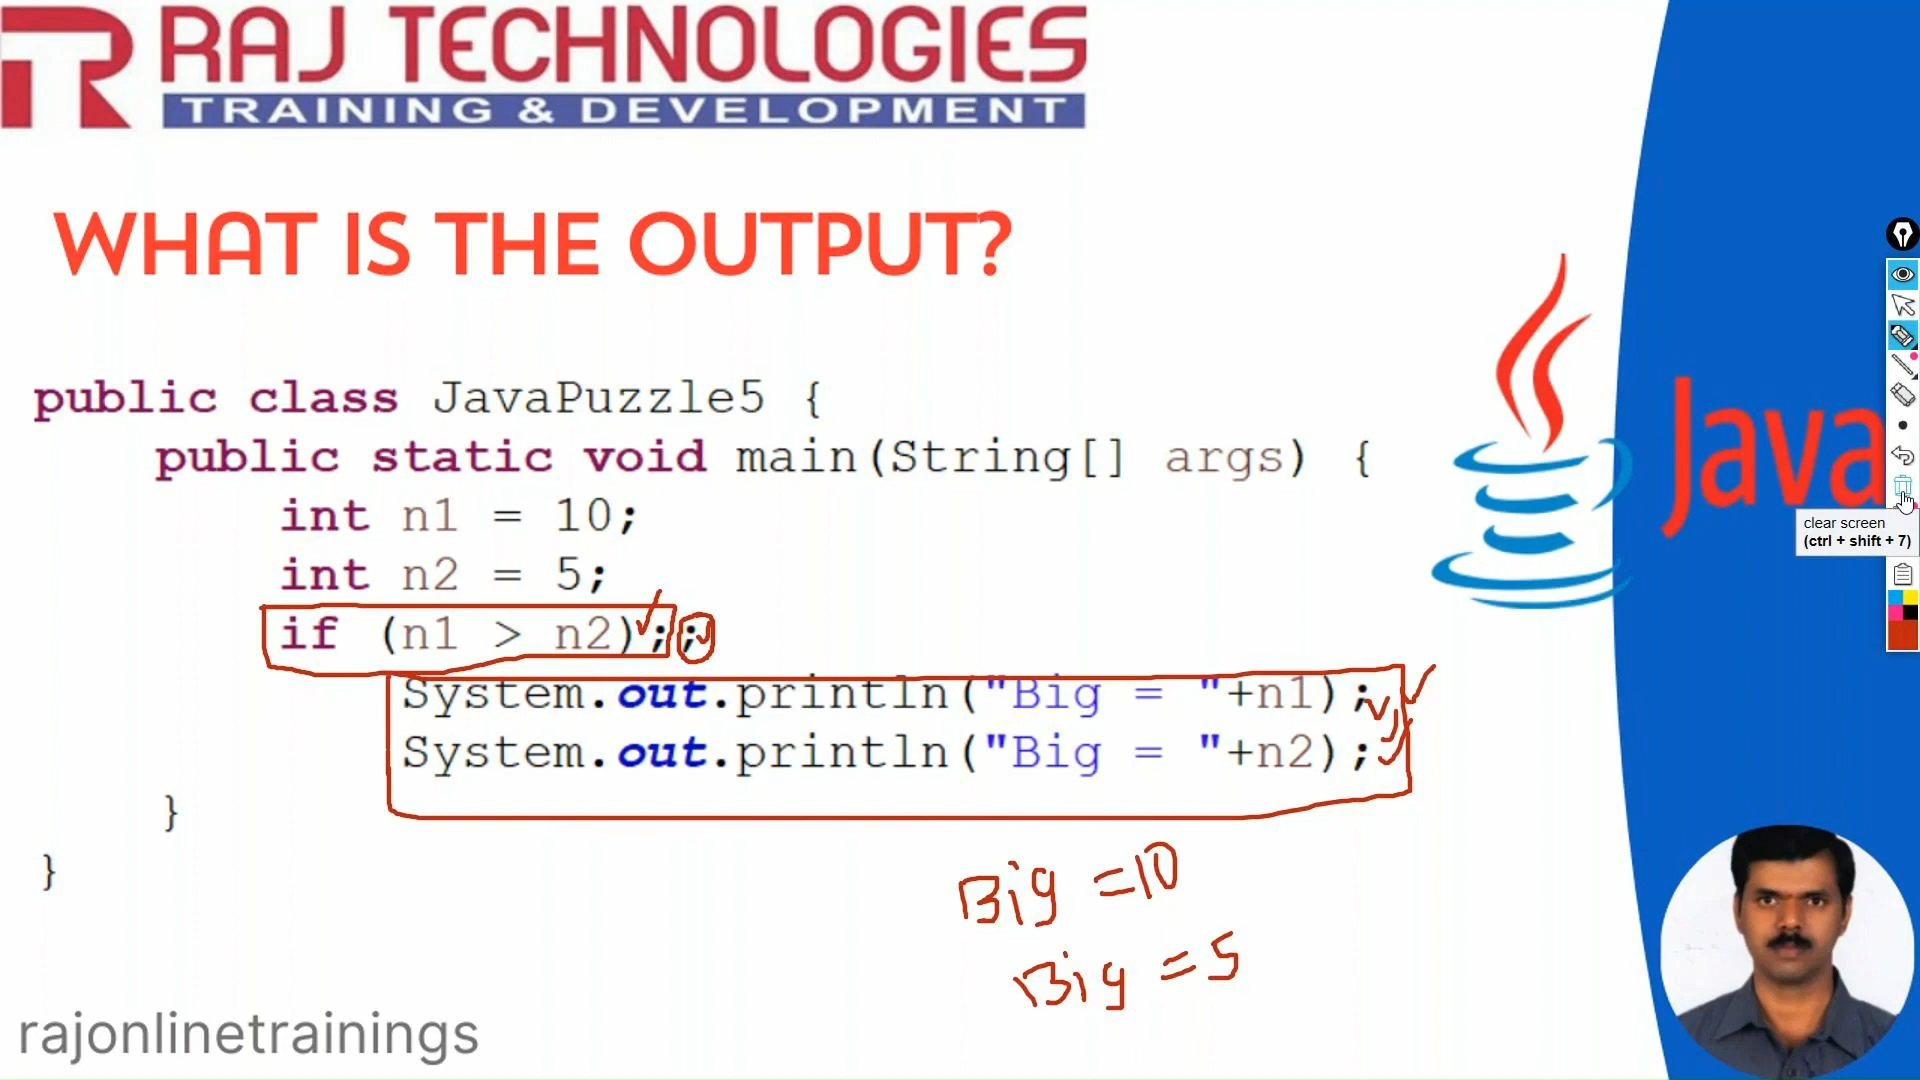 RAJ TECHNOLOGIES
TRAINING & DEVELOPMENT
WHAT IS THE OUTPUT?
public class JavaPuzzle5 {
public static void main(String[] args) {
int n1 = 10;
int n2 = 5;
if (n1 > n2);;
System.out.println("Big = "+n1);
System.out.println("Big = "+n2);
}
}
Big =10
Big =5
Java
clear screen
(ctrl + shift + 7)
rajonlinetrainings